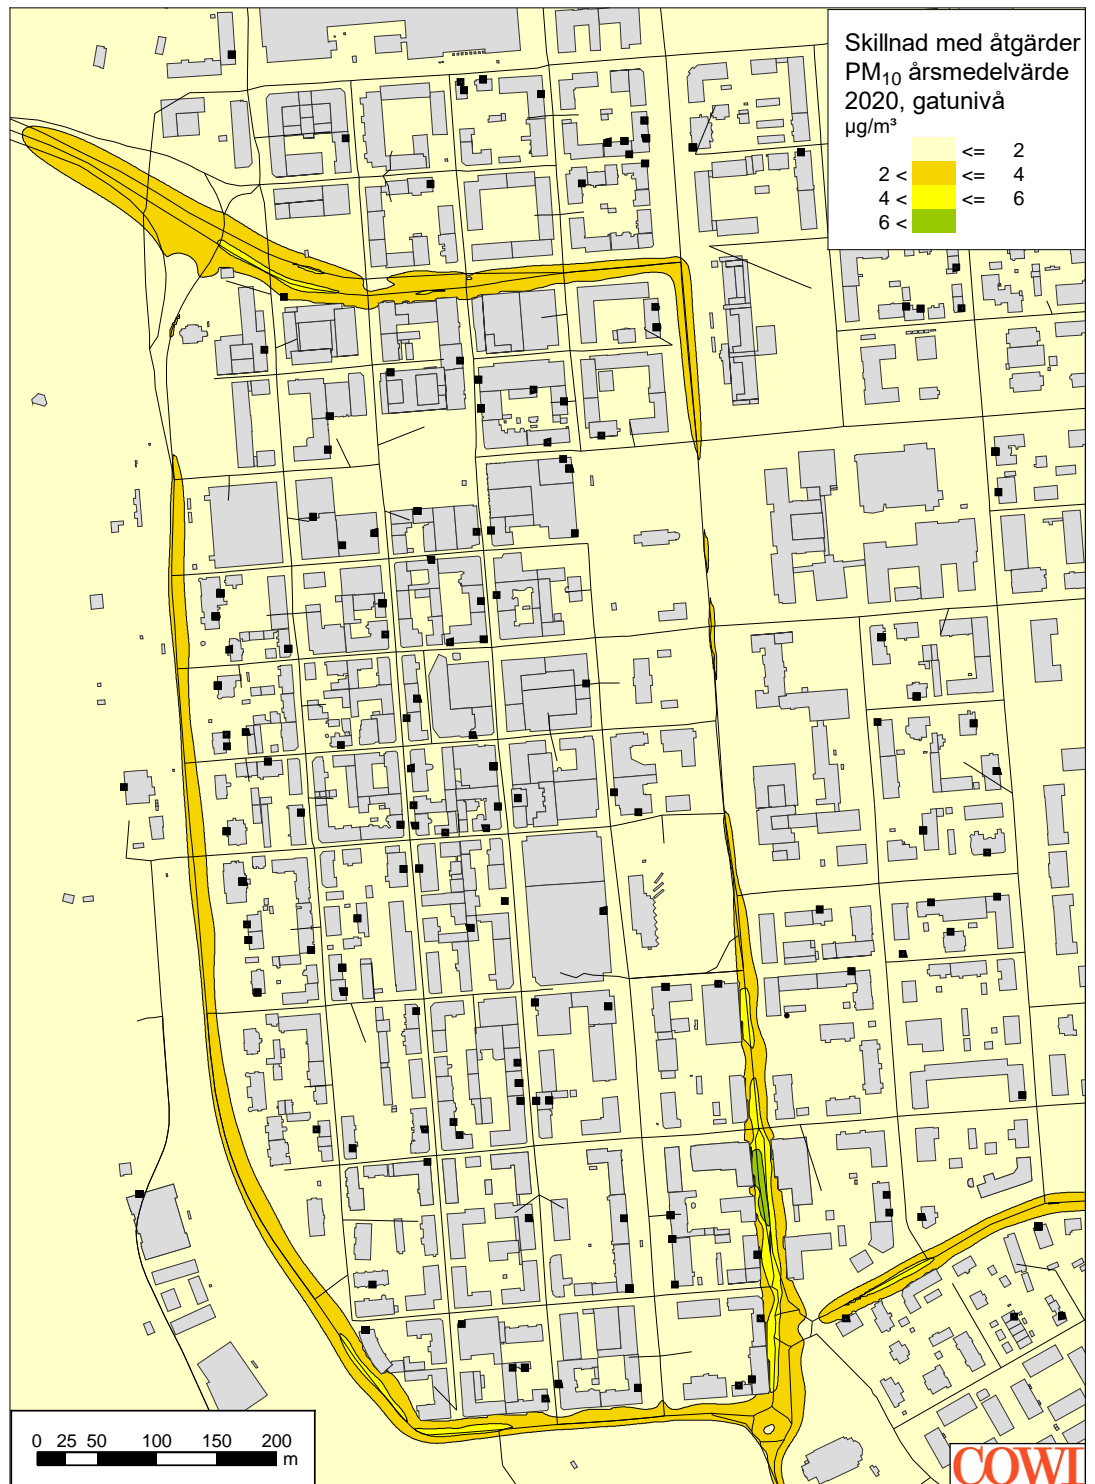 Skillnad med åtgärder
PM₁₀ årsmedelvärde
2020, gatunivå
µg/m³
<= 2
2 < <= 4
4 < <= 6
6 <
0 25 50 100 150 200
m
COWI